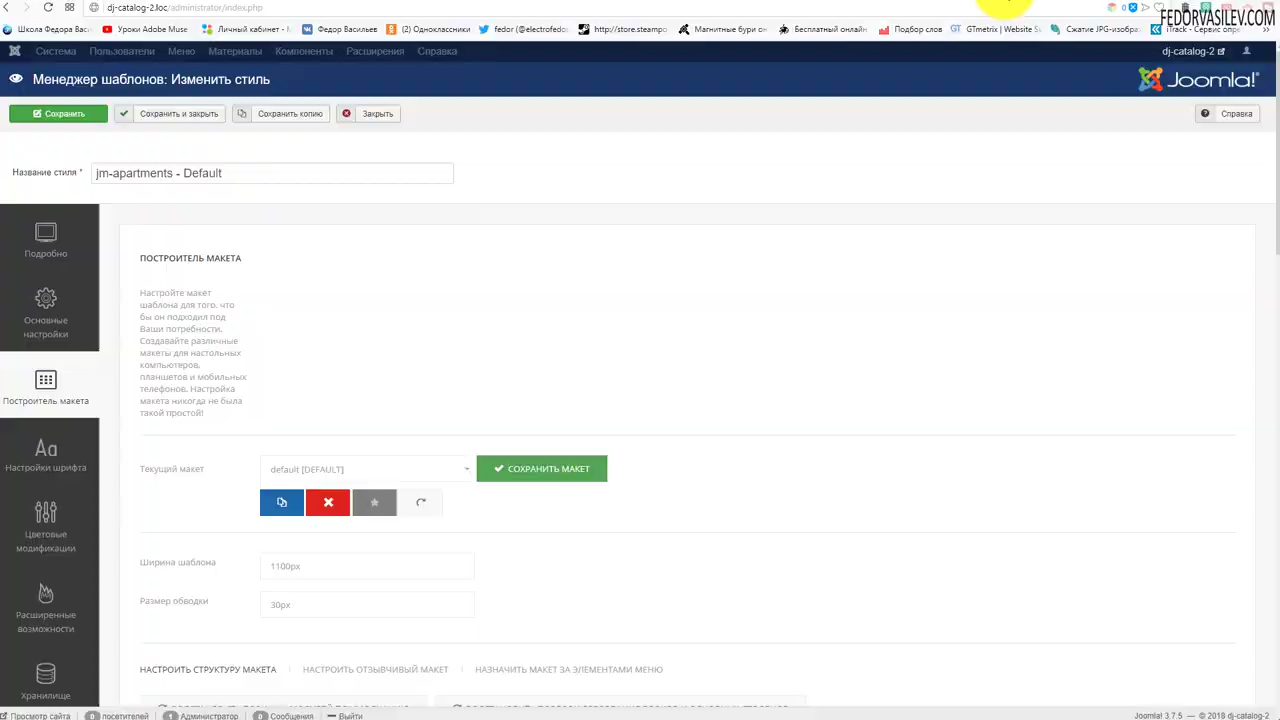 dj-catalog-2.loc/administrator/index.php
FEDORVASILEV.COM
Школа Федора Васи
Уроки Adobe Muse
Личный кабинет - М
Федор Васильев
(2) Одноклассники
fedor (@electrofedo
http://store.steampo
Магнитные бури он
Бесплатный онлайн
Подбор слов
GTmetrix | Website S
Сжатие JPG-изобра
iTrack - Сервис опр
Система
Пользователи
Меню
Материалы
Компоненты
Расширения
Справка
dj-catalog-2
Менеджер шаблонов: Изменить стиль
Joomla!®
Сохранить
Сохранить и закрыть
Сохранить копию
Закрыть
Справка
Название стиля *
jm-apartments - Default
Подробно
Основные
настройки
Построитель макета
Aa
Настройки шрифта
Цветовые
модификации
Расширенные
возможности
Хранилище
ПОСТРОИТЕЛЬ МАКЕТА
Настройте макет
шаблона для того, что
бы он подходил под
Ваши потребности.
Создавайте различные
макеты для настольных
компьютеров,
планшетов и мобильных
телефонов. Настройка
макета никогда не была
такой простой!
Текущий макет
default [DEFAULT]
СОХРАНИТЬ МАКЕТ
Ширина шаблона
1100px
Размер обводки
30px
НАСТРОИТЬ СТРУКТУРУ МАКЕТА
НАСТРОИТЬ ОТЗЫВЧИВЫЙ МАКЕТ
НАЗНАЧИТЬ МАКЕТ ЗА ЭЛЕМЕНТАМИ МЕНЮ
Просмотр сайта
0 посетителей
1 Администратор
0 Сообщения
Выйти
Joomla! 3.7.5 — © 2018 dj-catalog-2